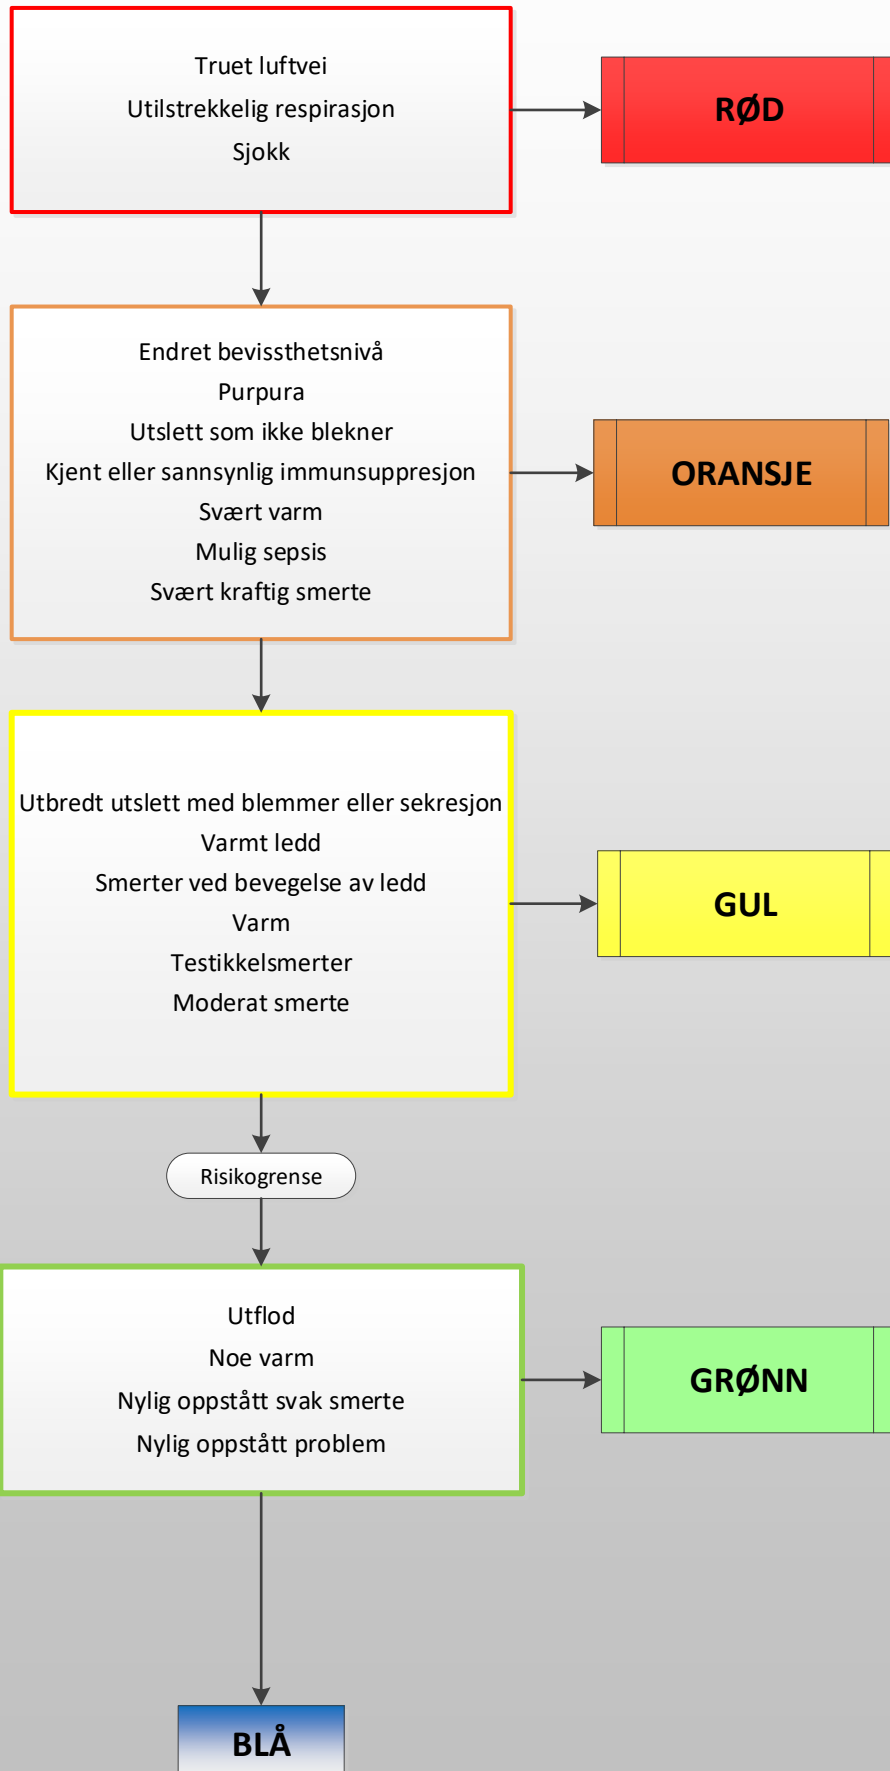 Truet luftvei
Utilstrekkelig respirasjon
Sjokk
RØD
Endret bevissthetsnivå
Purpura
Utslett som ikke blekner
Kjent eller sannsynlig immunsuppresjon
Svært varm
Mulig sepsis
Svært kraftig smerte
ORANSJE
Utbredt utslett med blemmer eller sekresjon
Varmt ledd
Smerter ved bevegelse av ledd
Varm
Testikkelsmerter
Moderat smerte
GUL
Risikogrense
Utflod
Noe varm
Nylig oppstått svak smerte
Nylig oppstått problem
GRØNN
BLÅ